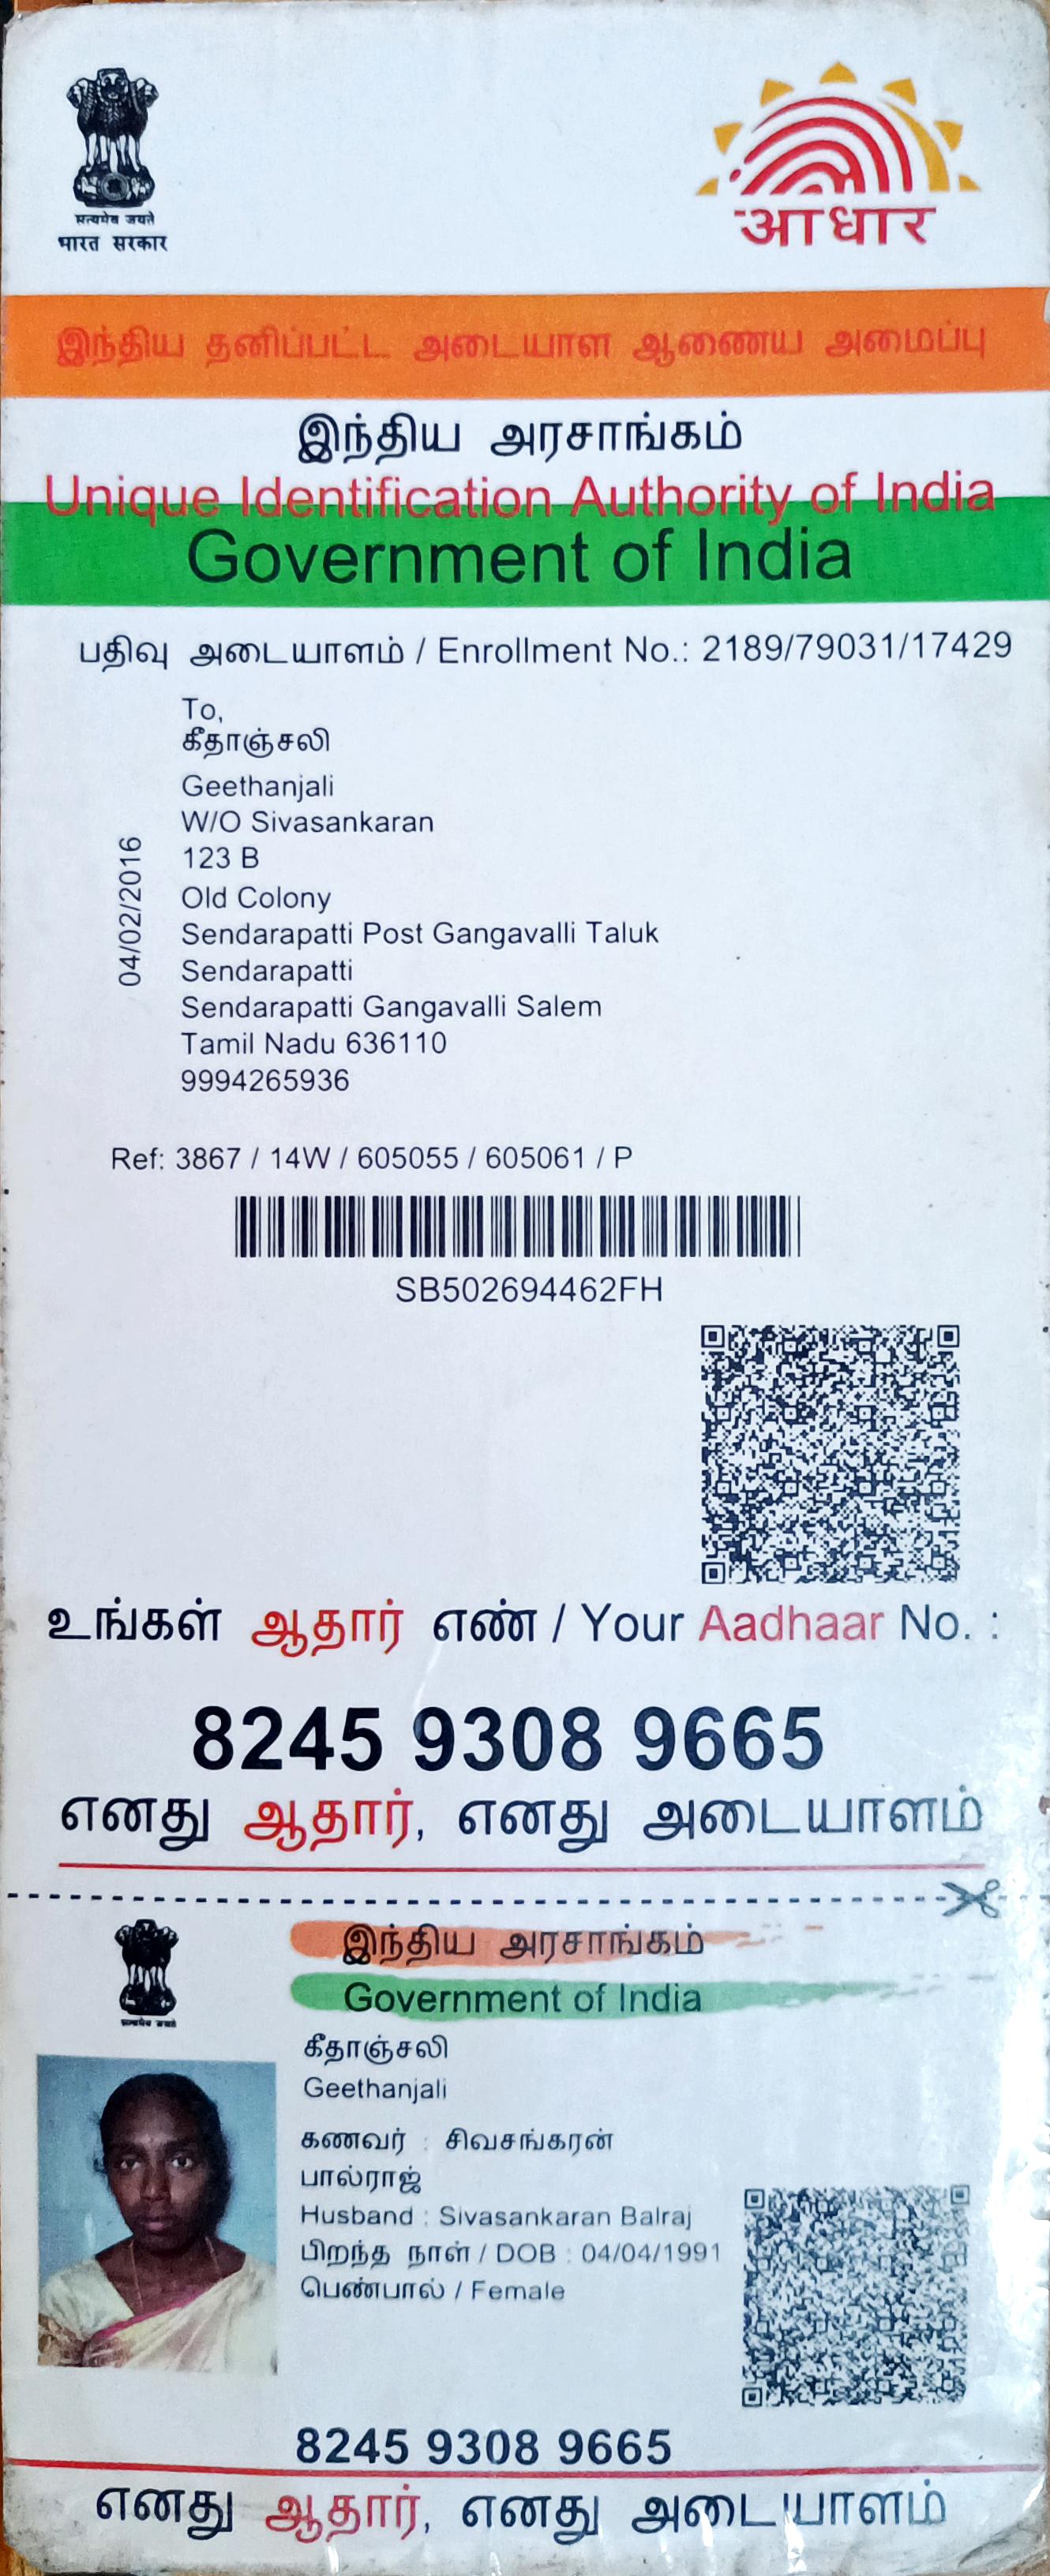 सत्यमेव जयते
भारत सरकार
आधार
இந்திய தனிப்பட்ட அடையாள ஆணைய அமைப்பு
இந்திய அரசாங்கம்
Unique Identification Authority of India
Government of India
பதிவு அடையாளம் / Enrollment No.: 2189/79031/17429
04/02/2016
To,
கீதாஞ்சலி
Geethanjali
W/O Sivasankaran
123 B
Old Colony
Sendarapatti Post Gangavalli Taluk
Sendarapatti
Sendarapatti Gangavalli Salem
Tamil Nadu 636110
9994265936
Ref: 3867 / 14W / 605055 / 605061 / P
SB502694462FH
உங்கள் ஆதார் எண் / Your Aadhaar No. :
8245 9308 9665
எனது ஆதார், எனது அடையாளம்
இந்திய அரசாங்கம்
Government of India
सत्यमेव जयते
கீதாஞ்சலி
Geethanjali
கணவர் : சிவசங்கரன்
பால்ராஜ்
Husband : Sivasankaran Balraj
பிறந்த நாள் / DOB : 04/04/1991
பெண்பால் / Female
8245 9308 9665
எனது ஆதார், எனது அடையாளம்